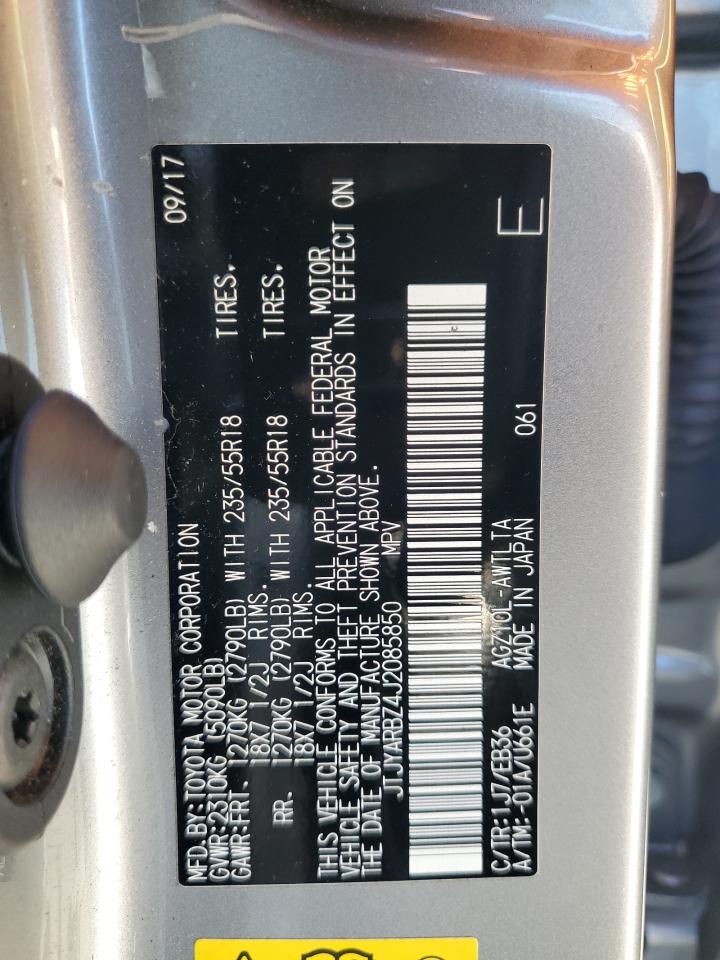 MFD.BY:TOYOTA MOTOR CORPORATION 09/17
GVWR:2310KG (5090LB)
GAWR:FRT. 1270KG (2790LB) WITH 235/55R18 TIRES.
18X7 1/2J RIMS.
RR. 1270KG (2790LB) WITH 235/55R18 TIRES.
18X7 1/2J RIMS.
THIS VEHICLE CONFORMS TO ALL APPLICABLE FEDERAL MOTOR
VEHICLE SAFETY AND THEFT PREVENTION STANDARDS IN EFFECT ON
THE DATE OF MANUFACTURE SHOWN ABOVE.
JTJYARBZ4J2085850 MPV
C/TR:1J7/EB36 AGZ10L-AWTLTA 061
A/TM:-01A/U661E MADE IN JAPAN
E